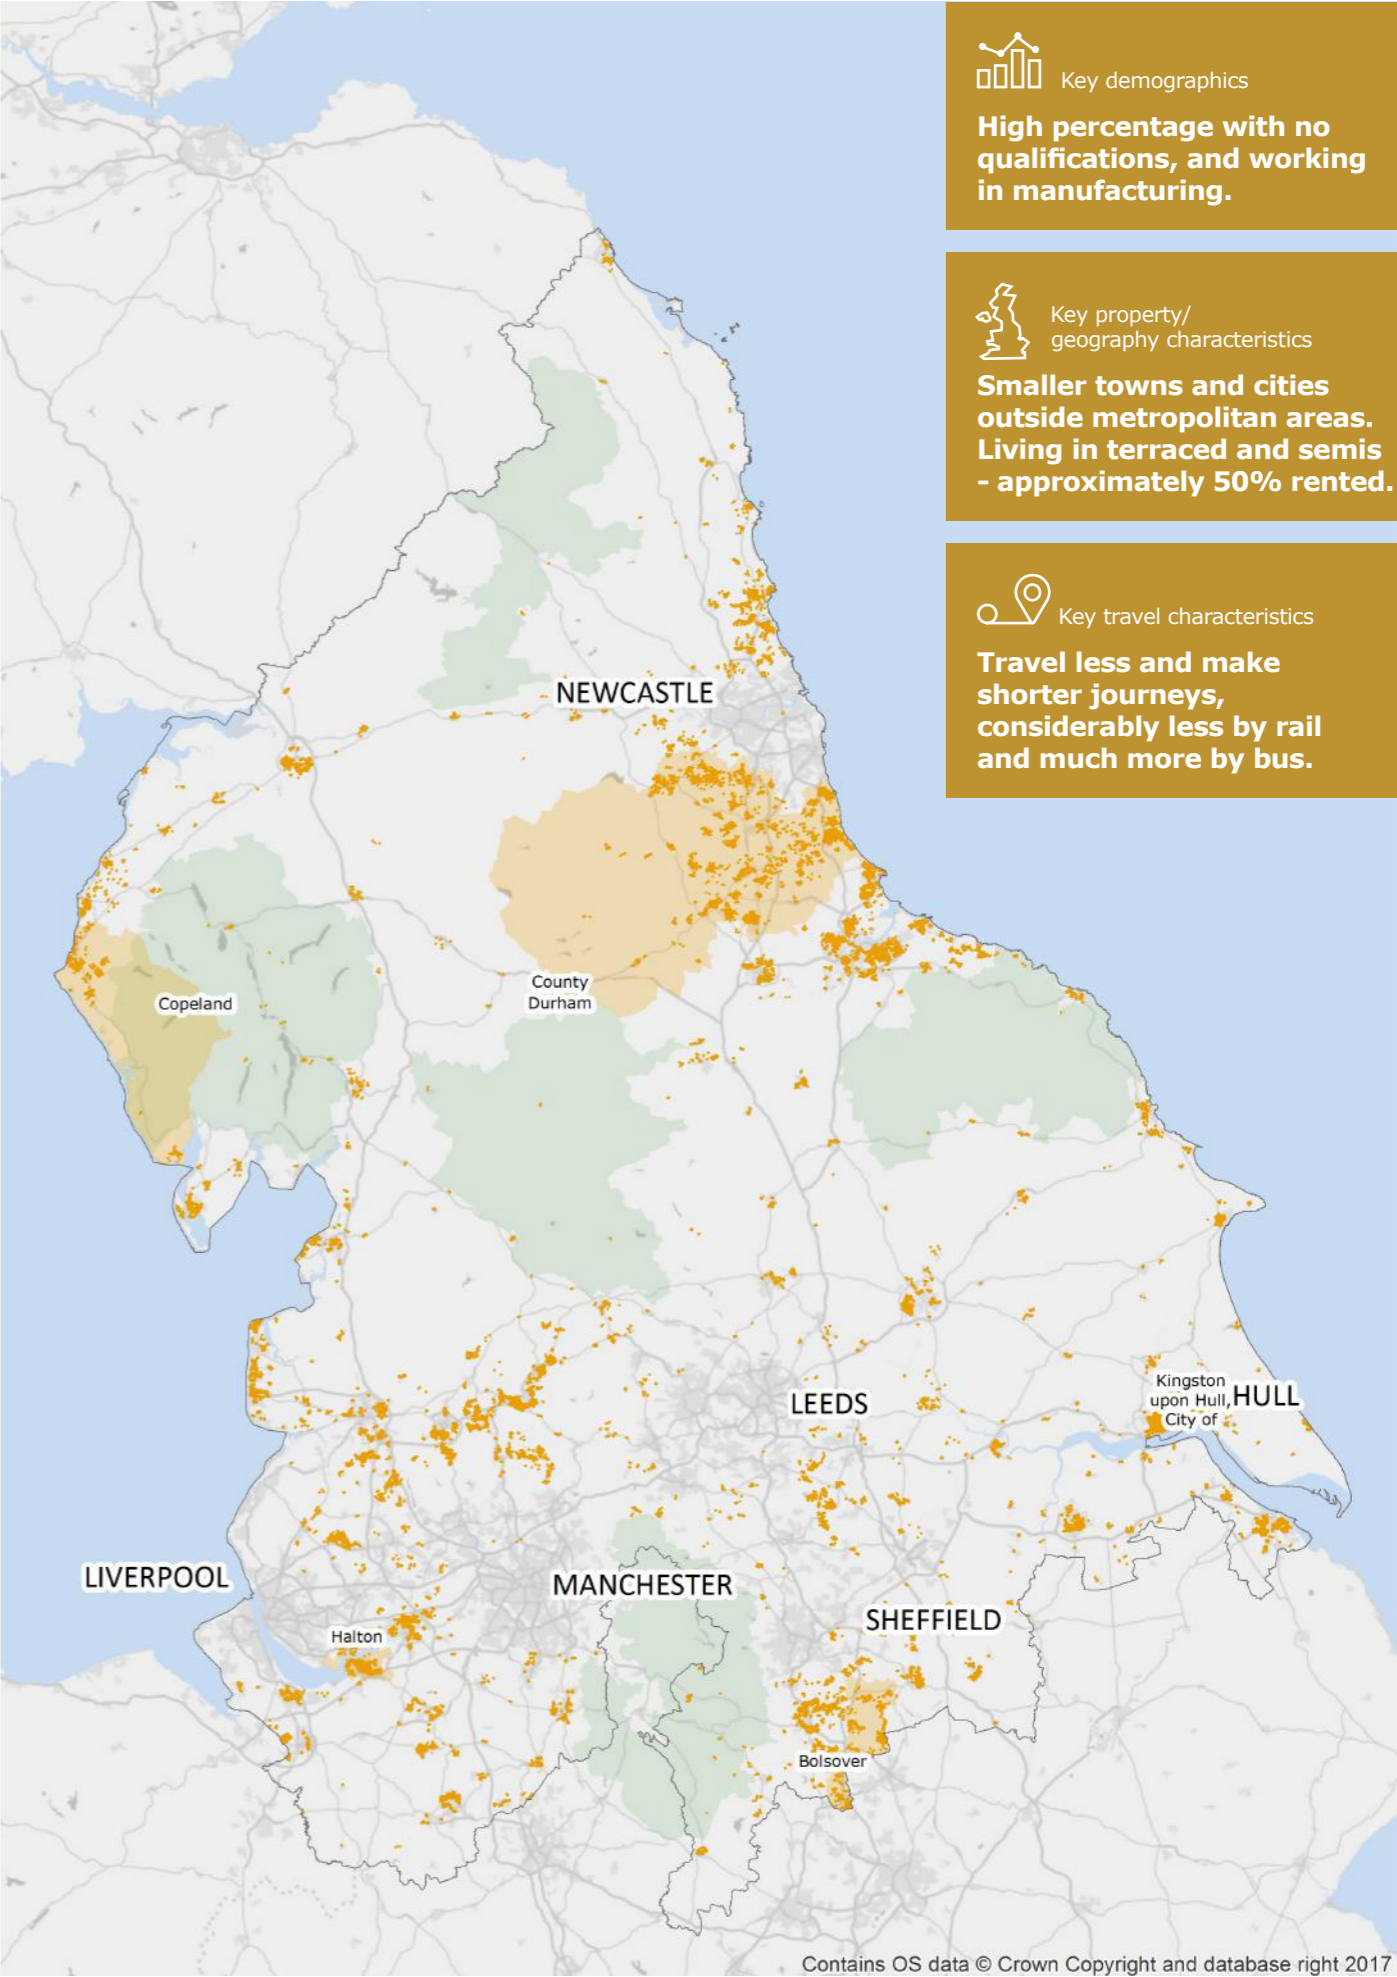 Key demographics
High percentage with no
qualifications, and working
in manufacturing.
Key property/
geography characteristics
Smaller towns and cities
outside metropolitan areas.
Living in terraced and semis
- approximately 50% rented.
Key travel characteristics
Travel less and make
shorter journeys,
considerably less by rail
and much more by bus.
NEWCASTLE
County
Durham
Copeland
LEEDS
Kingston
upon Hull,
City of
HULL
LIVERPOOL
MANCHESTER
SHEFFIELD
Halton
Bolsover
Contains OS data © Crown Copyright and database right 2017